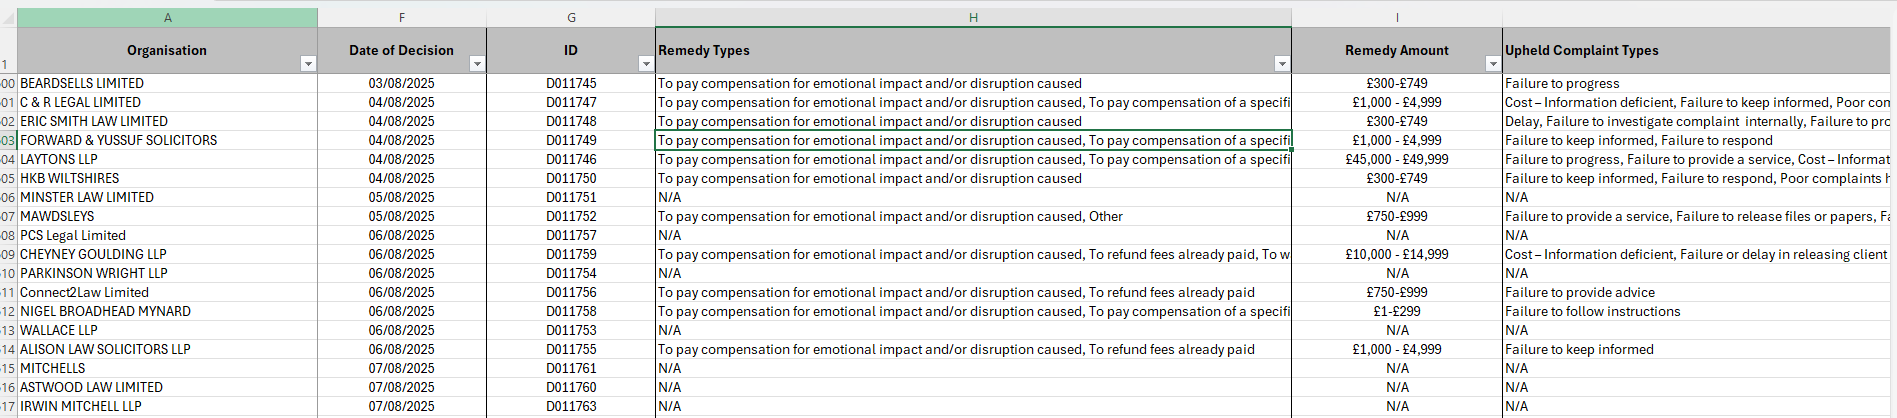 A F G H I
1 Organisation Date of Decision ID Remedy Types Remedy Amount Upheld Complaint Types
00 BEARDSELLS LIMITED 03/08/2025 D011745 To pay compensation for emotional impact and/or disruption caused £300-£749 Failure to progress
01 C & R LEGAL LIMITED 04/08/2025 D011747 To pay compensation for emotional impact and/or disruption caused, To pay compensation of a specifi £1,000 - £4,999 Cost – Information deficient, Failure to keep informed, Poor con
02 ERIC SMITH LAW LIMITED 04/08/2025 D011748 To pay compensation for emotional impact and/or disruption caused £300-£749 Delay, Failure to investigate complaint internally, Failure to pro
03 FORWARD & YUSSUF SOLICITORS 04/08/2025 D011749 To pay compensation for emotional impact and/or disruption caused, To pay compensation of a specifi £1,000 - £4,999 Failure to keep informed, Failure to respond
04 LAYTONS LLP 04/08/2025 D011746 To pay compensation for emotional impact and/or disruption caused, To pay compensation of a specifi £45,000 - £49,999 Failure to progress, Failure to provide a service, Cost – Informat
05 HKB WILTSHIRES 04/08/2025 D011750 To pay compensation for emotional impact and/or disruption caused £300-£749 Failure to keep informed, Failure to respond, Poor complaints h
06 MINSTER LAW LIMITED 05/08/2025 D011751 N/A N/A N/A
07 MAWDSLEYS 05/08/2025 D011752 To pay compensation for emotional impact and/or disruption caused, Other £750-£999 Failure to provide a service, Failure to release files or papers, Fa
08 PCS Legal Limited 06/08/2025 D011757 N/A N/A N/A
09 CHEYNEY GOULDING LLP 06/08/2025 D011759 To pay compensation for emotional impact and/or disruption caused, To refund fees already paid, To w £10,000 - £14,999 Cost – Information deficient, Failure or delay in releasing client
10 PARKINSON WRIGHT LLP 06/08/2025 D011754 N/A N/A N/A
11 Connect2Law Limited 06/08/2025 D011756 To pay compensation for emotional impact and/or disruption caused, To refund fees already paid £750-£999 Failure to provide advice
12 NIGEL BROADHEAD MYNARD 06/08/2025 D011758 To pay compensation for emotional impact and/or disruption caused, To pay compensation of a specifi £1-£299 Failure to follow instructions
13 WALLACE LLP 06/08/2025 D011753 N/A N/A N/A
14 ALISON LAW SOLICITORS LLP 06/08/2025 D011755 To pay compensation for emotional impact and/or disruption caused, To refund fees already paid £1,000 - £4,999 Failure to keep informed
15 MITCHELLS 07/08/2025 D011761 N/A N/A N/A
16 ASTWOOD LAW LIMITED 07/08/2025 D011760 N/A N/A N/A
17 IRWIN MITCHELL LLP 07/08/2025 D011763 N/A N/A N/A